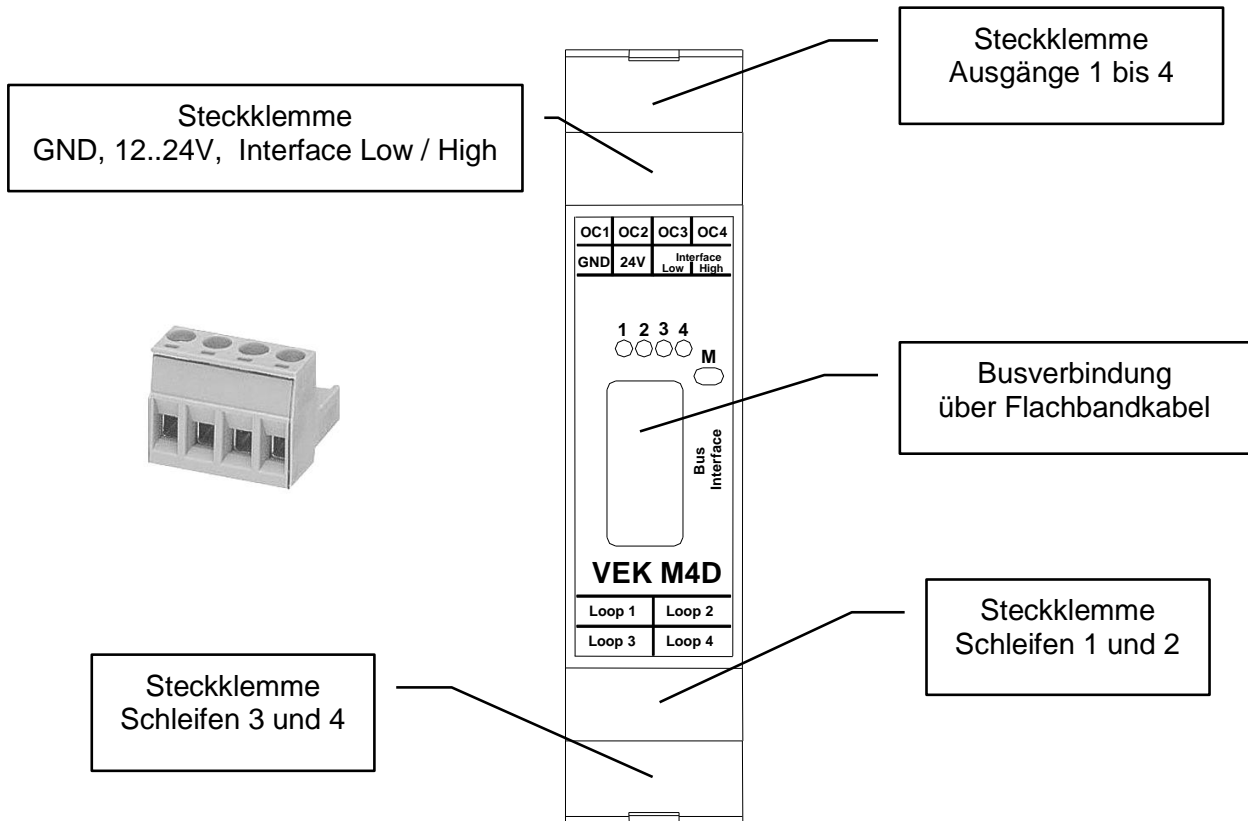 Steckklemme
Ausgänge 1 bis 4
Steckklemme
GND, 12..24V, Interface Low / High
OC1 OC2 OC3 OC4
GND 24V Interface
Low High
1 2 3 4
M
Busverbindung
über Flachbandkabel
Bus
Interface
VEK M4D
Loop 1 Loop 2
Loop 3 Loop 4
Steckklemme
Schleifen 1 und 2
Steckklemme
Schleifen 3 und 4